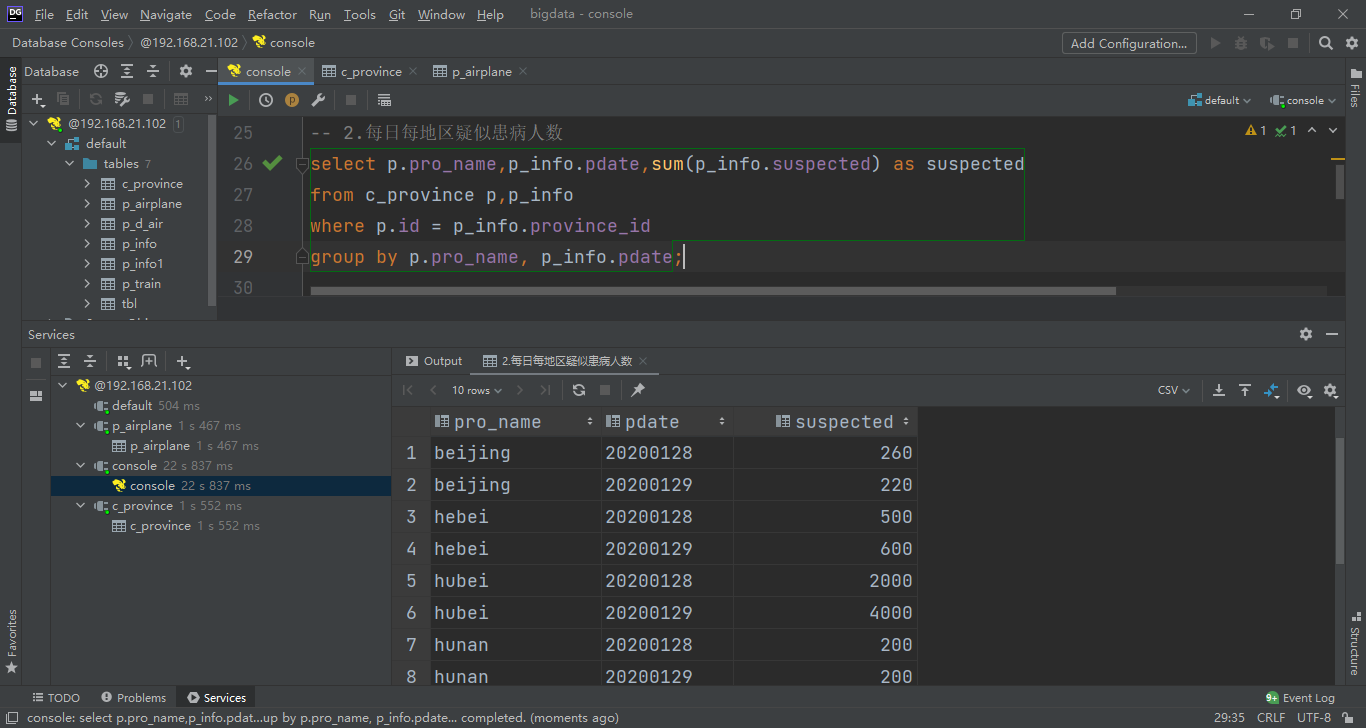 DG File Edit View Navigate Code Refactor Run Tools Git Window Help bigdata - console
Database Consoles @192.168.21.102 console Add Configuration...
Database console c_province p_airplane
default console
@192.168.21.102 1
default
tables 7
c_province
p_airplane
p_d_air
p_info
p_info1
p_train
tbl
25 -- 2.每日每地区疑似患病人数
1 1
26 select p.pro_name,p_info.pdate,sum(p_info.suspected) as suspected
27 from c_province p,p_info
28 where p.id = p_info.province_id
29 group by p.pro_name, p_info.pdate;
30
Database
Files
Services
@192.168.21.102
default 504 ms
p_airplane 1 s 467 ms
p_airplane 1 s 467 ms
console 22 s 837 ms
console 22 s 837 ms
c_province 1 s 552 ms
c_province 1 s 552 ms
Output 2.每日每地区疑似患病人数
10 rows CSV
pro_name pdate suspected
1 beijing 20200128 260
2 beijing 20200129 220
3 hebei 20200128 500
4 hebei 20200129 600
5 hubei 20200128 2000
6 hubei 20200129 4000
7 hunan 20200128 200
8 hunan 20200129 200
Favorites
Structure
TODO Problems Services 9+ Event Log
console: select p.pro_name,p_info.pdat...up by p.pro_name, p_info.pdate... completed. (moments ago) 29:35 CRLF UTF-8